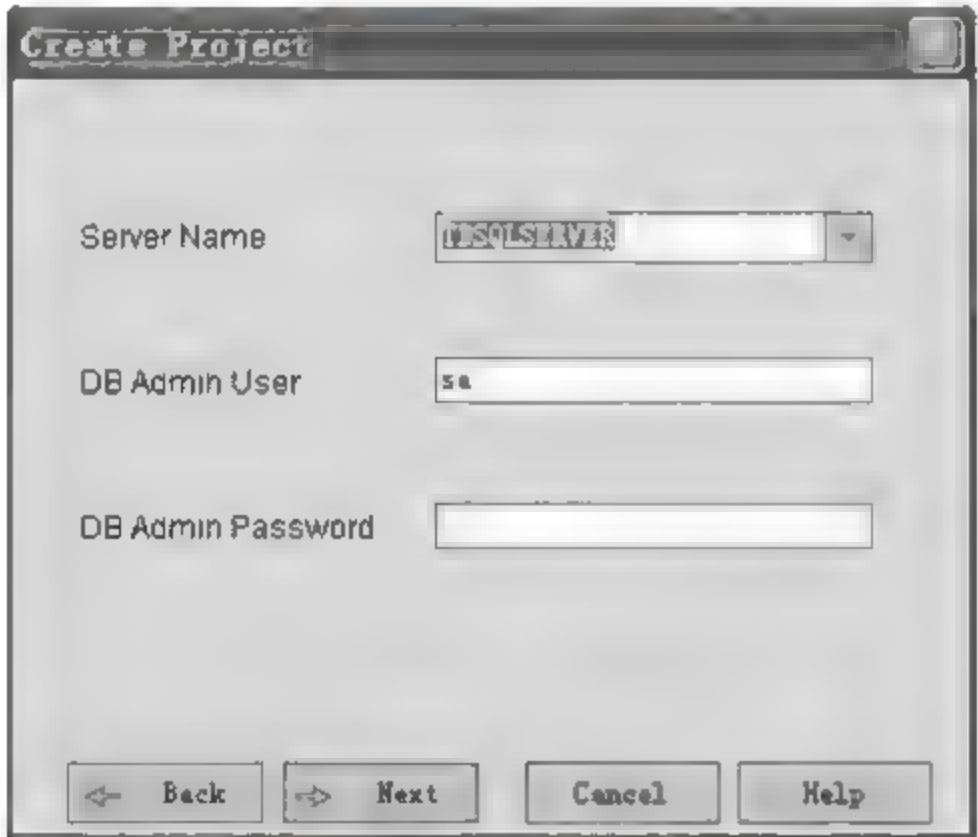 Create Project
Server Name
DB Admin User
sa
DB Admin Password
Back
Next
Cancel
Help